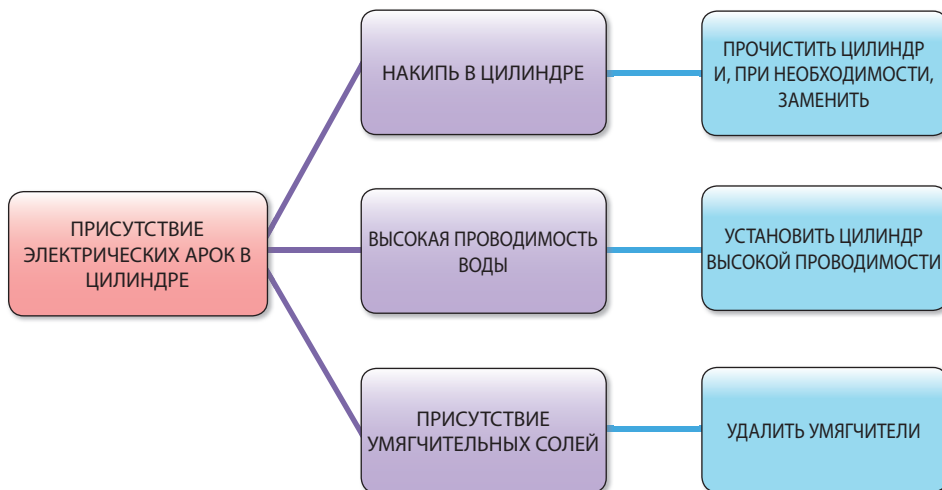 ПРИСУТСТВИЕ
ЭЛЕКТРИЧЕСКИХ АРОК В
ЦИЛИНДРЕ
НАКИПЬ В ЦИЛИНДРЕ
ПРОЧИСТИТЬ ЦИЛИНДР
И, ПРИ НЕОБХОДИМОСТИ,
ЗАМЕНИТЬ
ВЫСОКАЯ ПРОВОДИМОСТЬ
ВОДЫ
УСТАНОВИТЬ ЦИЛИНДР
ВЫСОКОЙ ПРОВОДИМОСТИ
ПРИСУТСТВИЕ
УМЯГЧИТЕЛЬНЫХ СОЛЕЙ
УДАЛИТЬ УМЯГЧИТЕЛИ